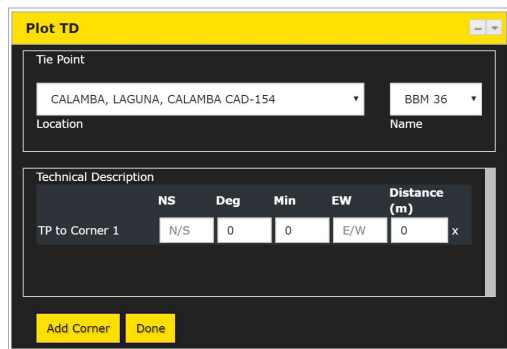 Plot TD
Tie Point
CALAMBA, LAGUNA, CALAMBA CAD-154 BBM 36
Location Name
Technical Description
NS Deg Min EW Distance (m)
TP to Corner 1 N/S 0 0 E/W 0 x
Add Corner Done